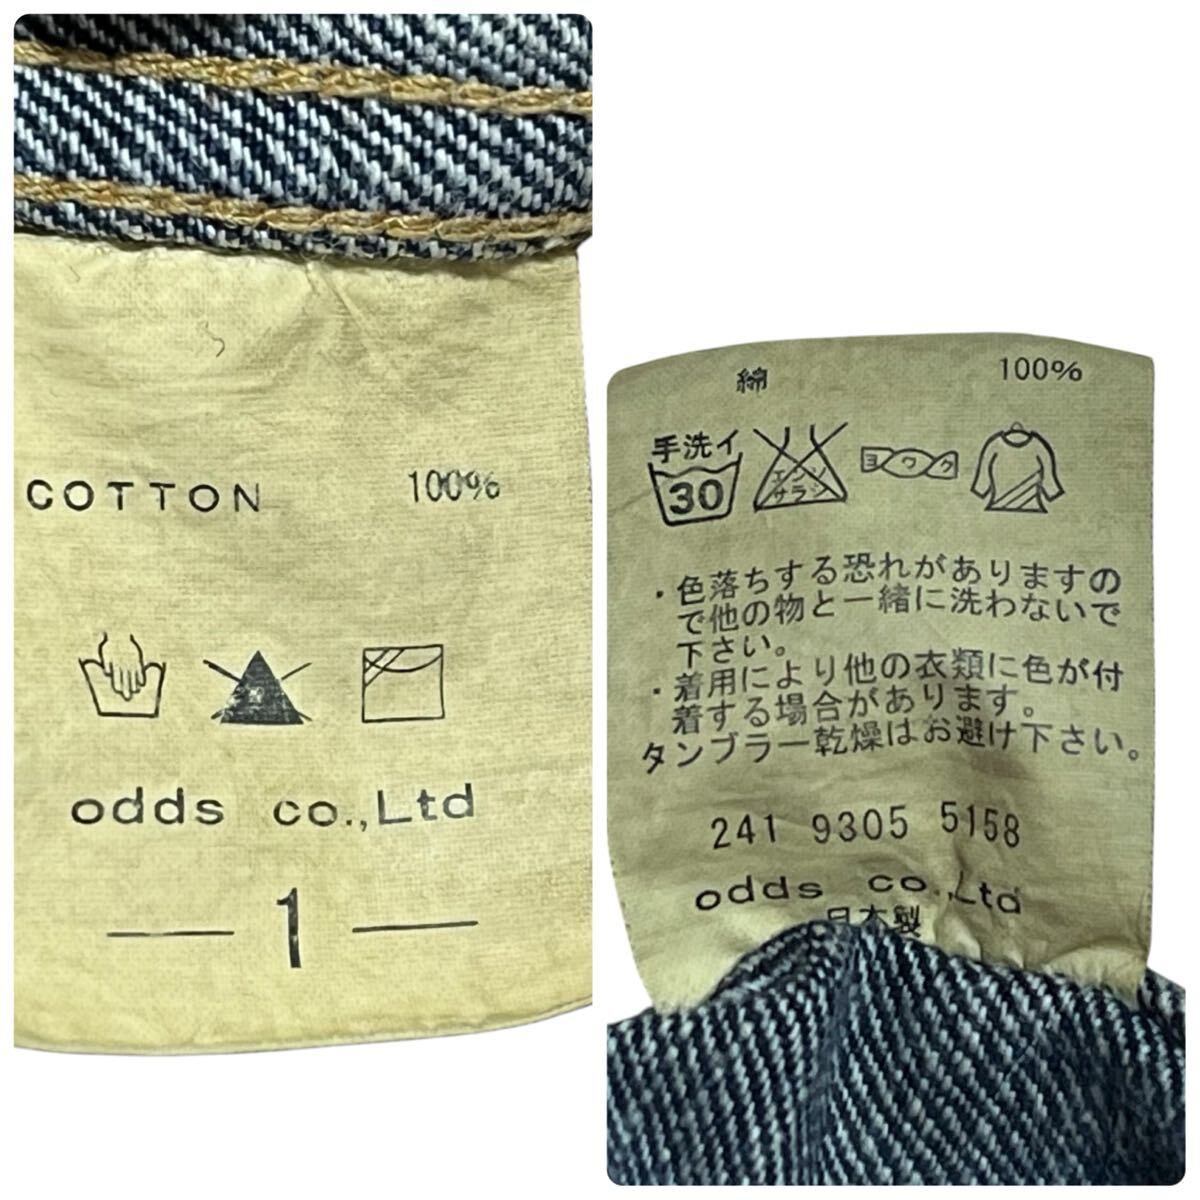 COTTON 100%
odds co.,Ltd
1
綿 100%
手洗イ
30
エンソ
サラシ
ヨワク
・色落ちする恐れがありますの
で他の物と一緒に洗わないで
下さい。
・着用により他の衣類に色が付
着する場合があります。
タンブラー乾燥はお避け下さい。
241 9305 5158
odds co.,Ltd
日本製